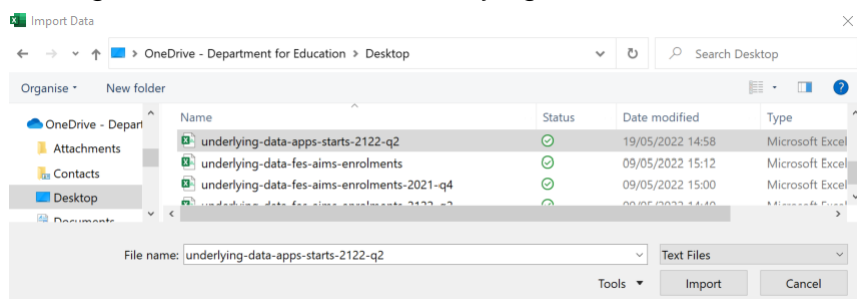 Import Data
OneDrive - Department for Education > Desktop
Search Desktop
Organise
New folder
Name Status Date modified Type
OneDrive - Depart
underlying-data-apps-starts-2122-q2 19/05/2022 14:58 Microsoft Excel
Attachments
underlying-data-fes-aims-enrolments 09/05/2022 15:12 Microsoft Excel
Contacts
underlying-data-fes-aims-enrolments-2021-q4 09/05/2022 15:00 Microsoft Excel
Desktop
Documents
File name: underlying-data-apps-starts-2122-q2 Text Files
Tools Import Cancel